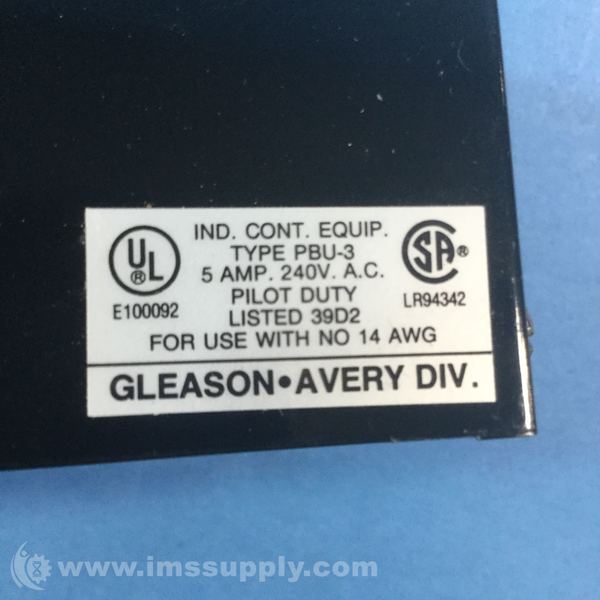 IND. CONT. EQUIP.
TYPE PBU-3
5 AMP. 240V. A.C.
PILOT DUTY
LISTED 39D2
FOR USE WITH NO 14 AWG
UL®
E100092
SA®
LR94342
GLEASON•AVERY DIV.
www.imssupply.com